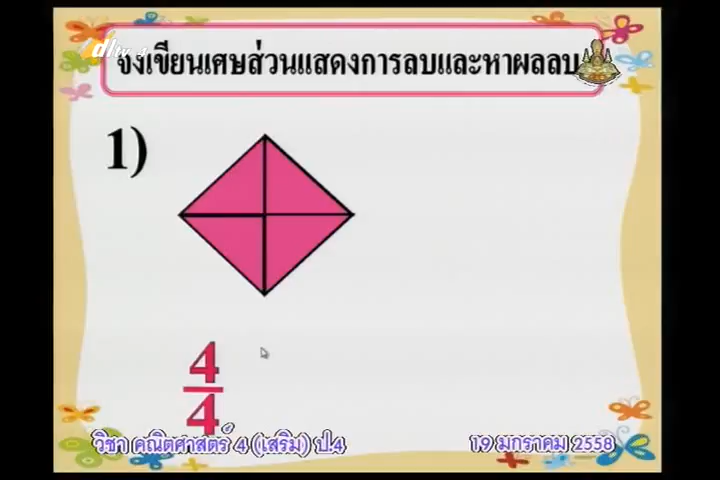 dltv 4
จงเขียนเศษส่วนแสดงการลบและหาผลลบ
1)
4
4
วิชา คณิตศาสตร์ 4 (เสริม) ป.4
19 มกราคม 2558